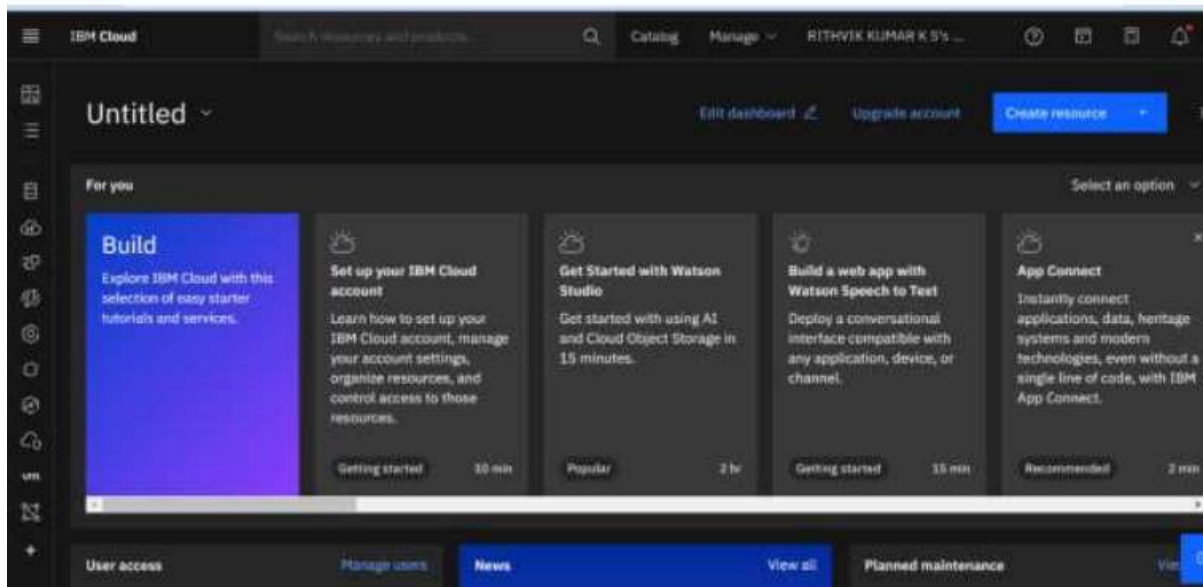 IBM Cloud
Search resources and products...
Catalog
Manage
RITHVIK KUMAR K S's ...
Untitled
Edit dashboard
Upgrade account
Create resource
For you
Select an option
Build
Explore IBM Cloud with this
selection of easy starter
tutorials and services.
Set up your IBM Cloud
account
Learn how to set up your
IBM Cloud account, manage
your account settings,
organize resources, and
control access to those
resources.
Getting started
10 min
Get Started with Watson
Studio
Get started with using AI
and Cloud Object Storage in
15 minutes.
Popular
2 hr
Build a web app with
Watson Speech to Text
Deploy a conversational
interface compatible with
any application, device, or
channel.
Getting started
15 min
App Connect
Instantly connect
applications, data, heritage
systems and modern
technologies, even without a
single line of code, with IBM
App Connect.
Recommended
2 min
User access
Manage users
News
View all
Planned maintenance